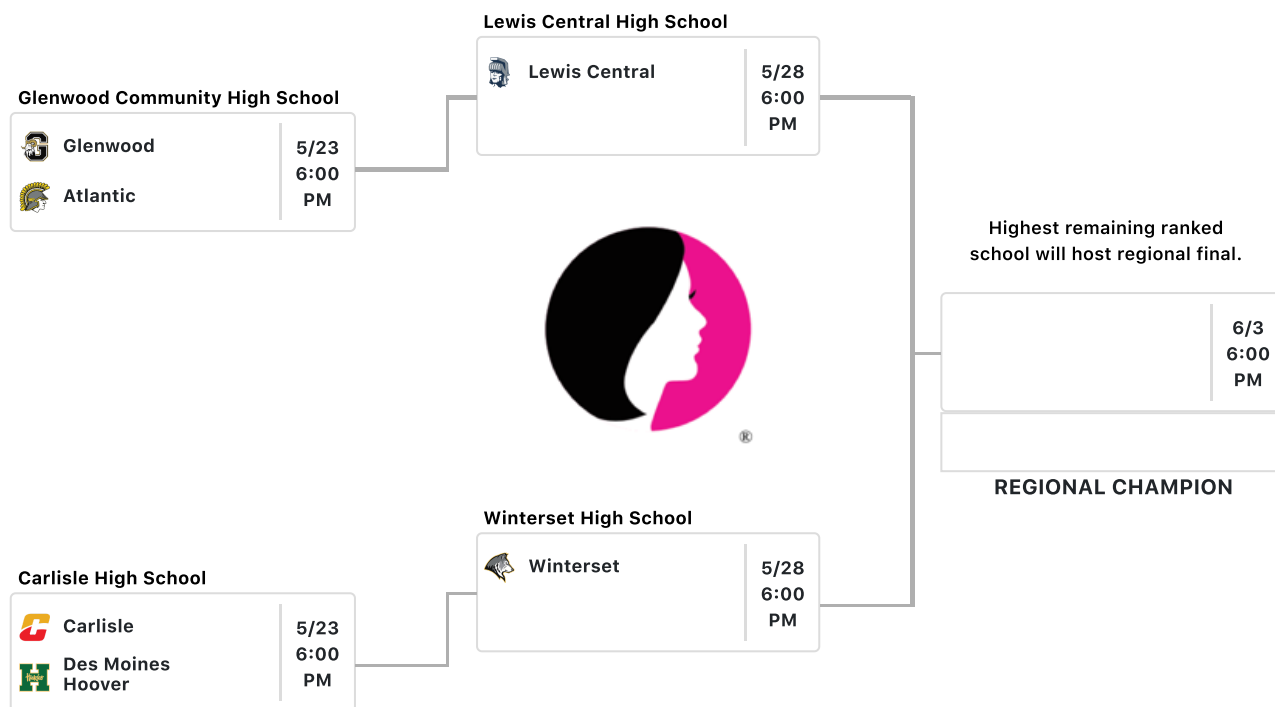 Lewis Central High School
Lewis Central
5/28
6:00
PM
Glenwood Community High School
Glenwood
Atlantic
5/23
6:00
PM
Highest remaining ranked
school will host regional final.
6/3
6:00
PM
REGIONAL CHAMPION
®
Winterset High School
Winterset
5/28
6:00
PM
Carlisle High School
Carlisle
Des Moines
Hoover
5/23
6:00
PM